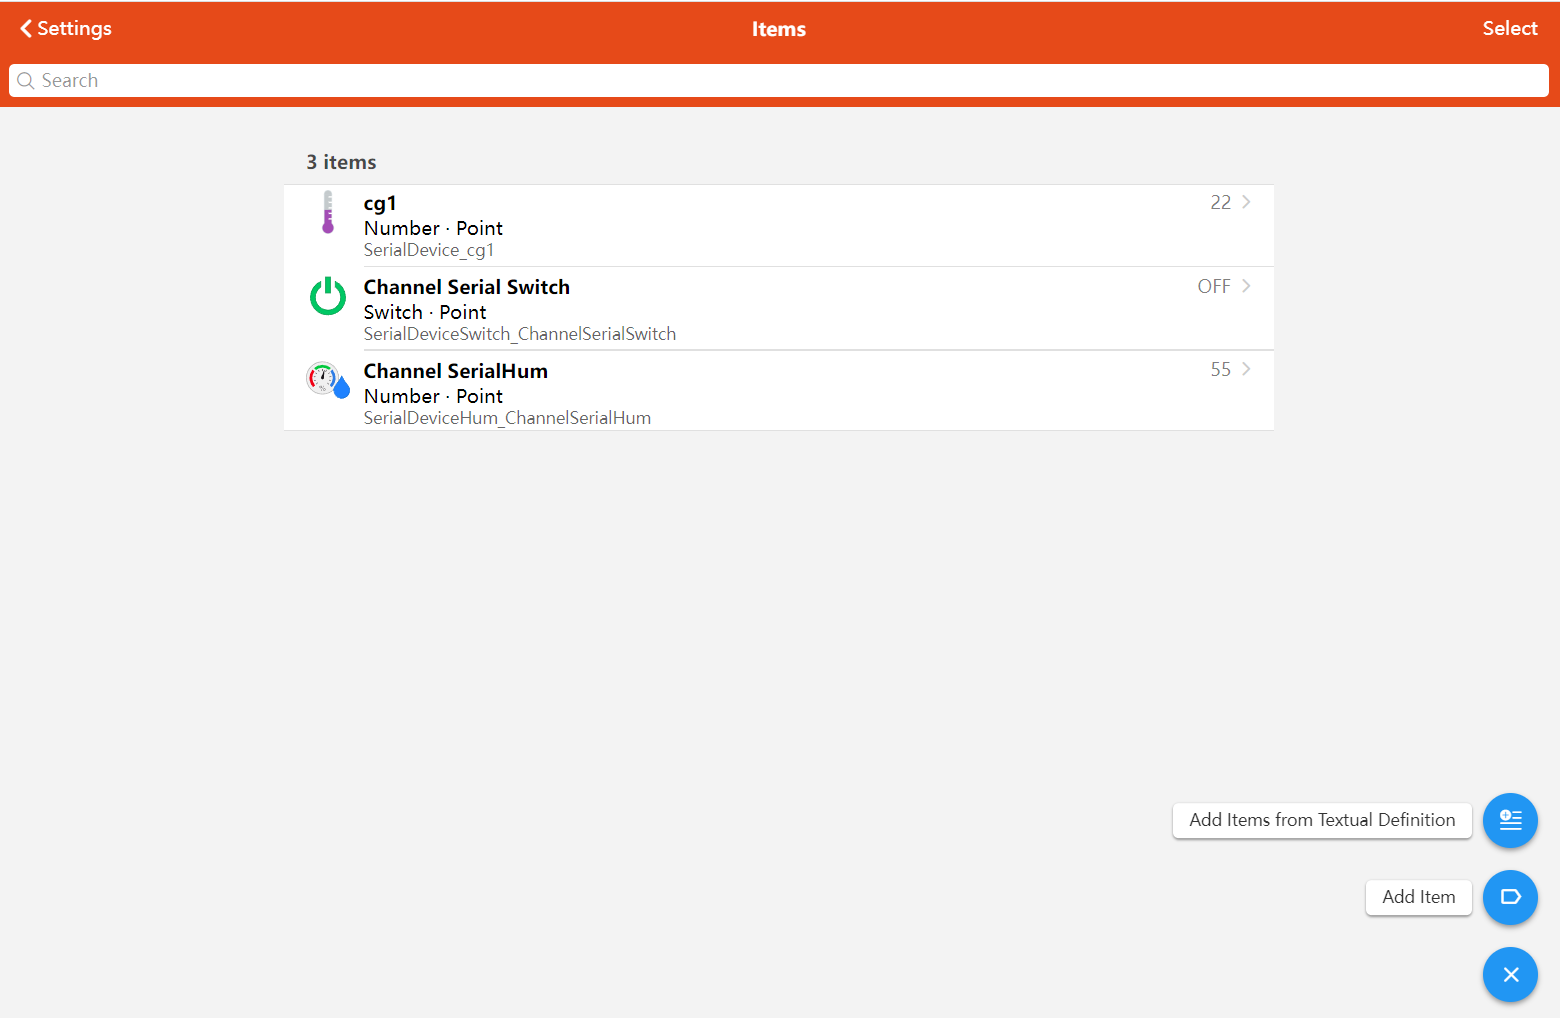 Settings
Items
Select
Search
3 items
cg1
22
Number · Point
SerialDevice_cg1
Channel Serial Switch
OFF
Switch · Point
SerialDeviceSwitch_ChannelSerialSwitch
Channel SerialHum
55
Number · Point
SerialDeviceHum_ChannelSerialHum
Add Items from Textual Definition
Add Item